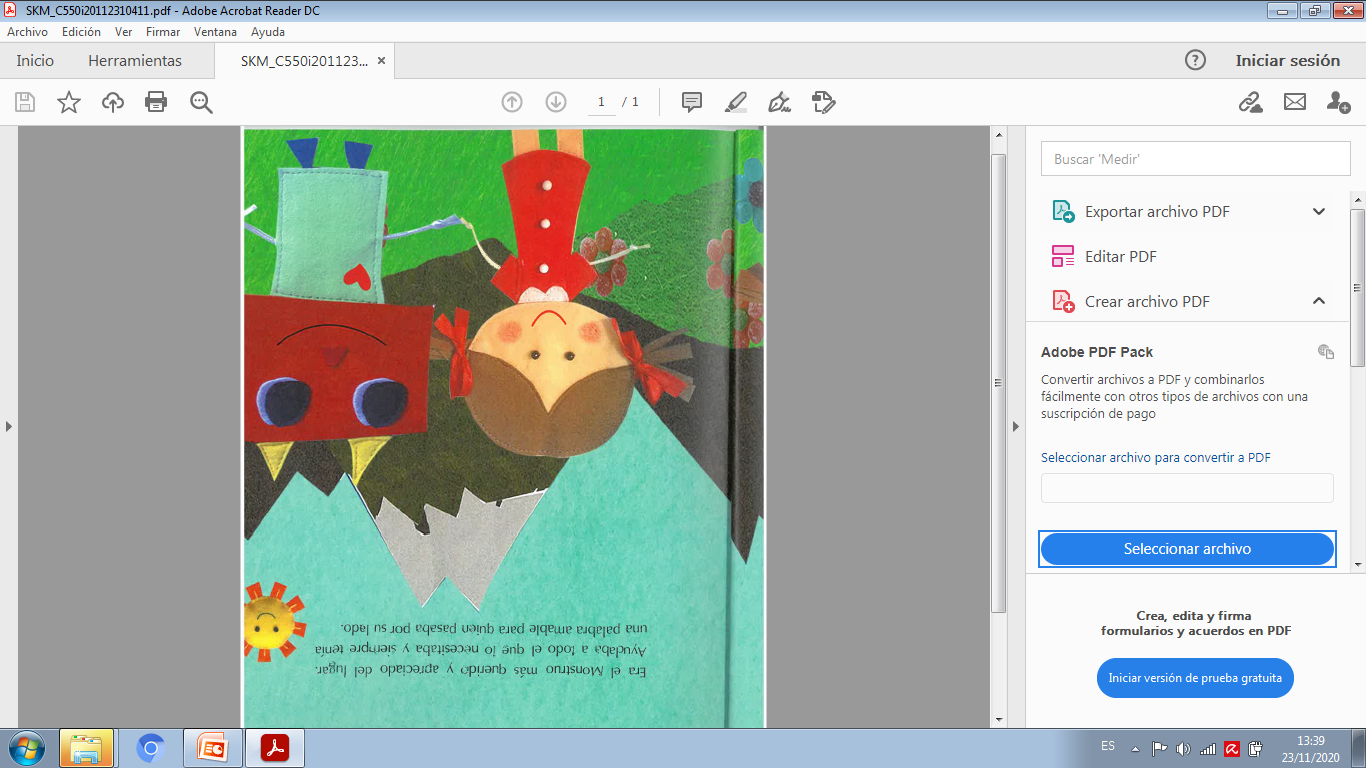 SKM_C550i20112310411.pdf - Adobe Acrobat Reader DC
Archivo Edición Ver Firmar Ventana Ayuda
Inicio Herramientas SKM_C550i201123... × Iniciar sesión
1 / 1
Era el Monstruo más querido y apreciado del lugar.
Ayudaba a todo el que lo necesitaba y siempre tenía
una palabra amable para quien pasaba por su lado.
Buscar 'Medir'
Exportar archivo PDF
Editar PDF
Crear archivo PDF
Adobe PDF Pack
Convertir archivos a PDF y combinarlos
fácilmente con otros tipos de archivos con una
suscripción de pago
Seleccionar archivo para convertir a PDF
Seleccionar archivo
Crea, edita y firma
formularios y acuerdos en PDF
Iniciar versión de prueba gratuita
ES
13:39
23/11/2020